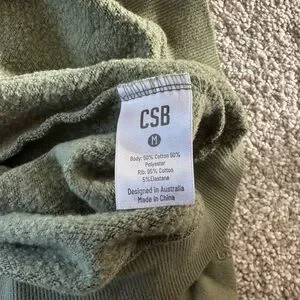 CSB
M
Body: 50% Cotton 50%
Polyester
Rib: 95% Cotton
5% Elastane
Designed in Australia
Made in China